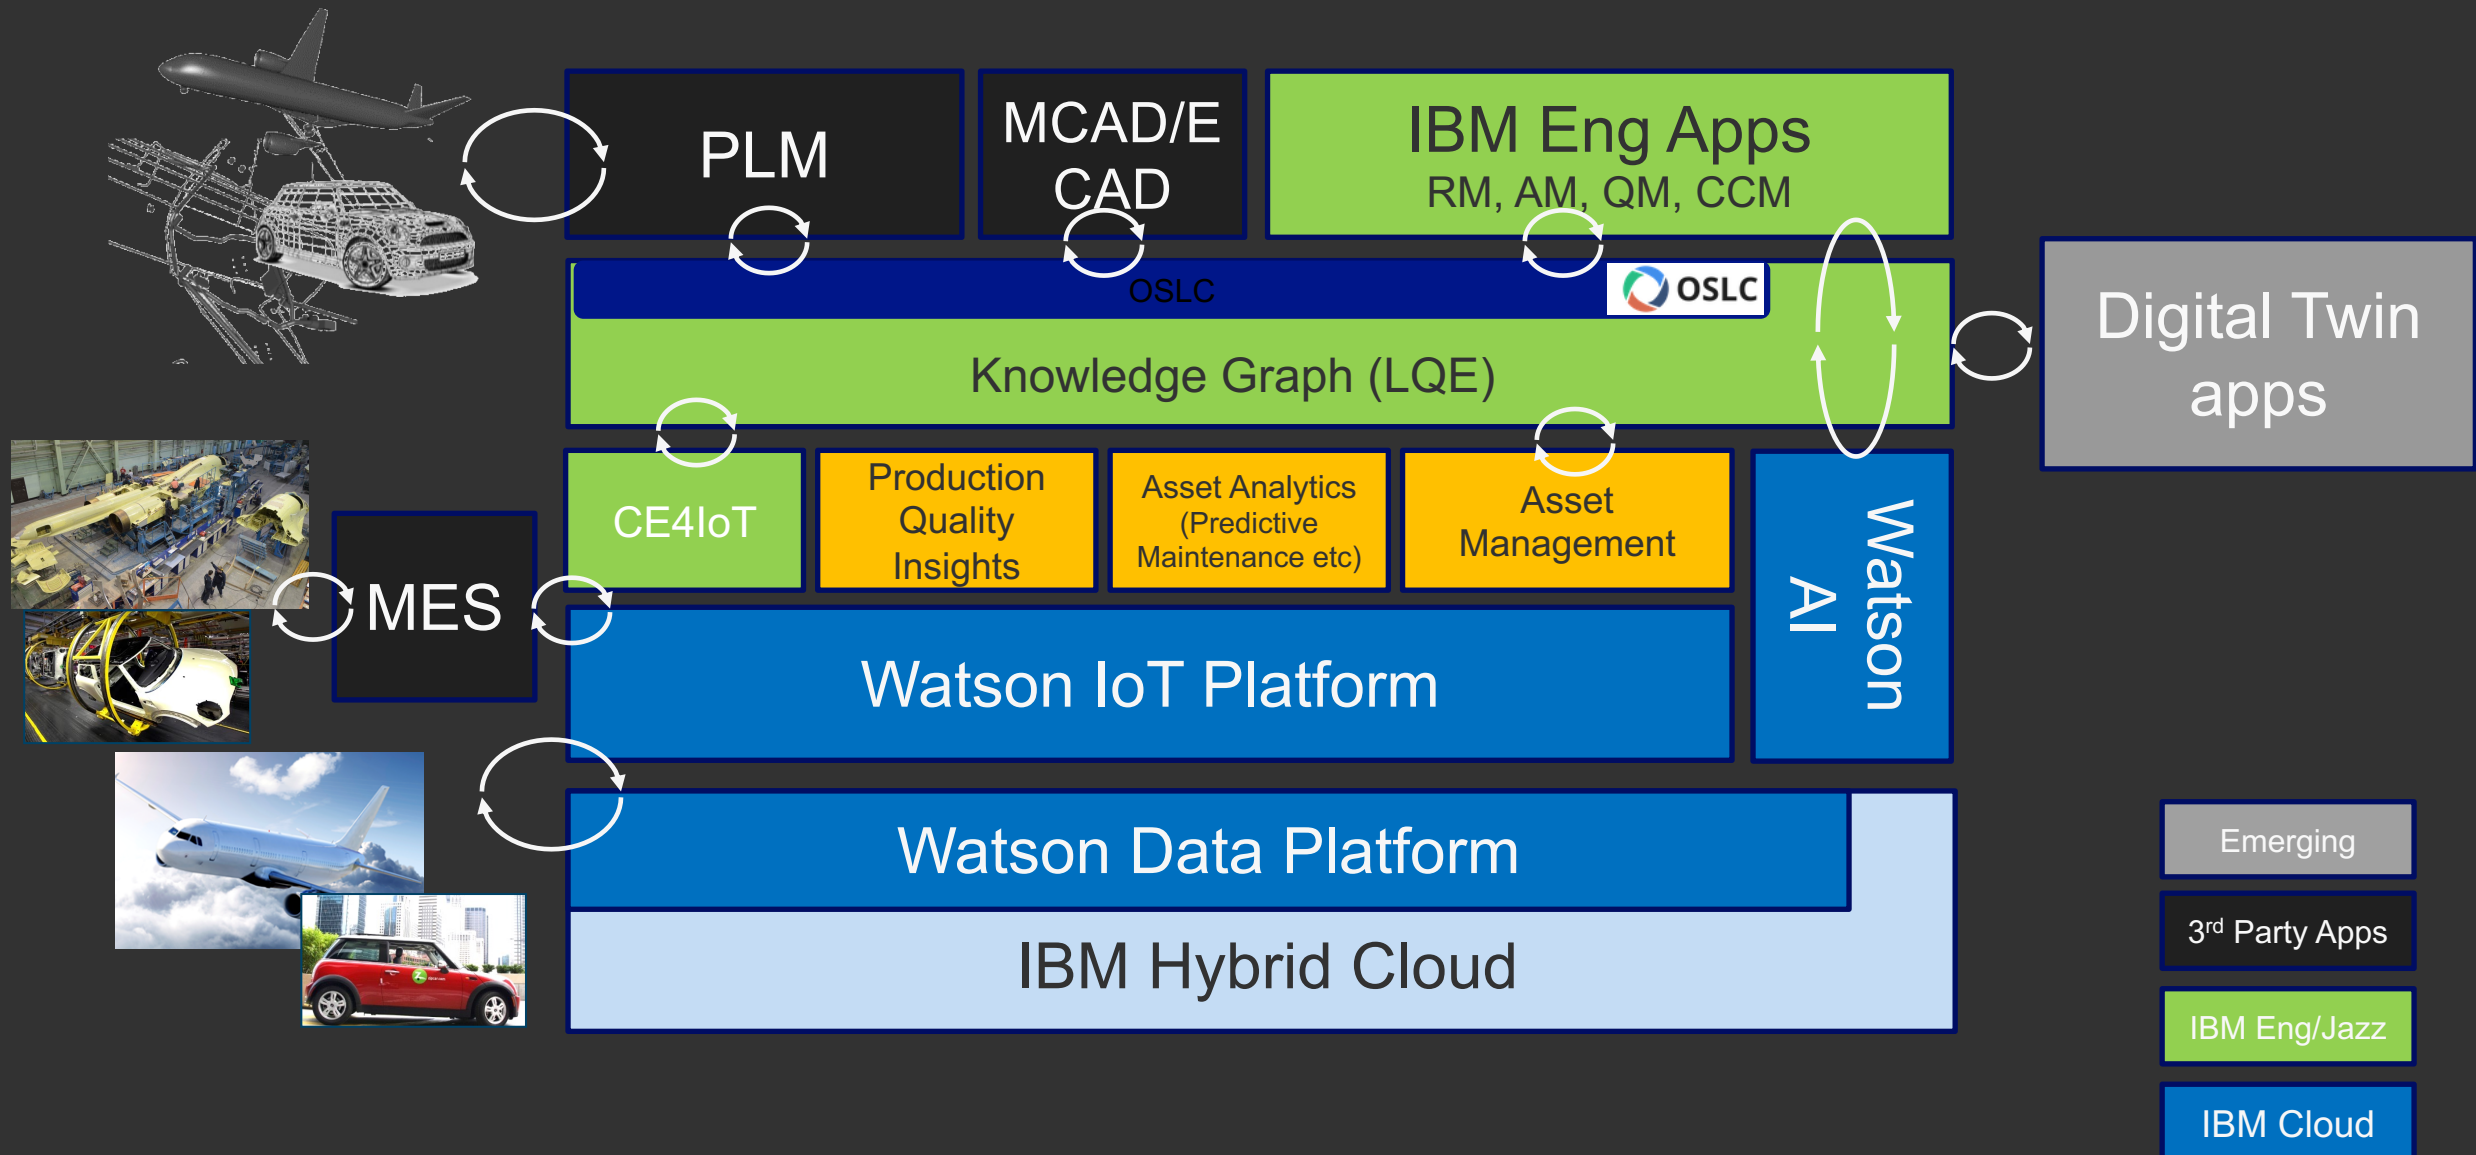 PLM
MCAD/E
CAD
IBM Eng Apps
RM, AM, QM, CCM
OSLC
OSLC
Knowledge Graph (LQE)
Digital Twin
apps
CE4IoT
Production
Quality
Insights
Asset Analytics
(Predictive
Maintenance etc)
Asset
Management
Watson
AI
MES
Watson IoT Platform
Watson Data Platform
IBM Hybrid Cloud
Emerging
3rd Party Apps
IBM Eng/Jazz
IBM Cloud